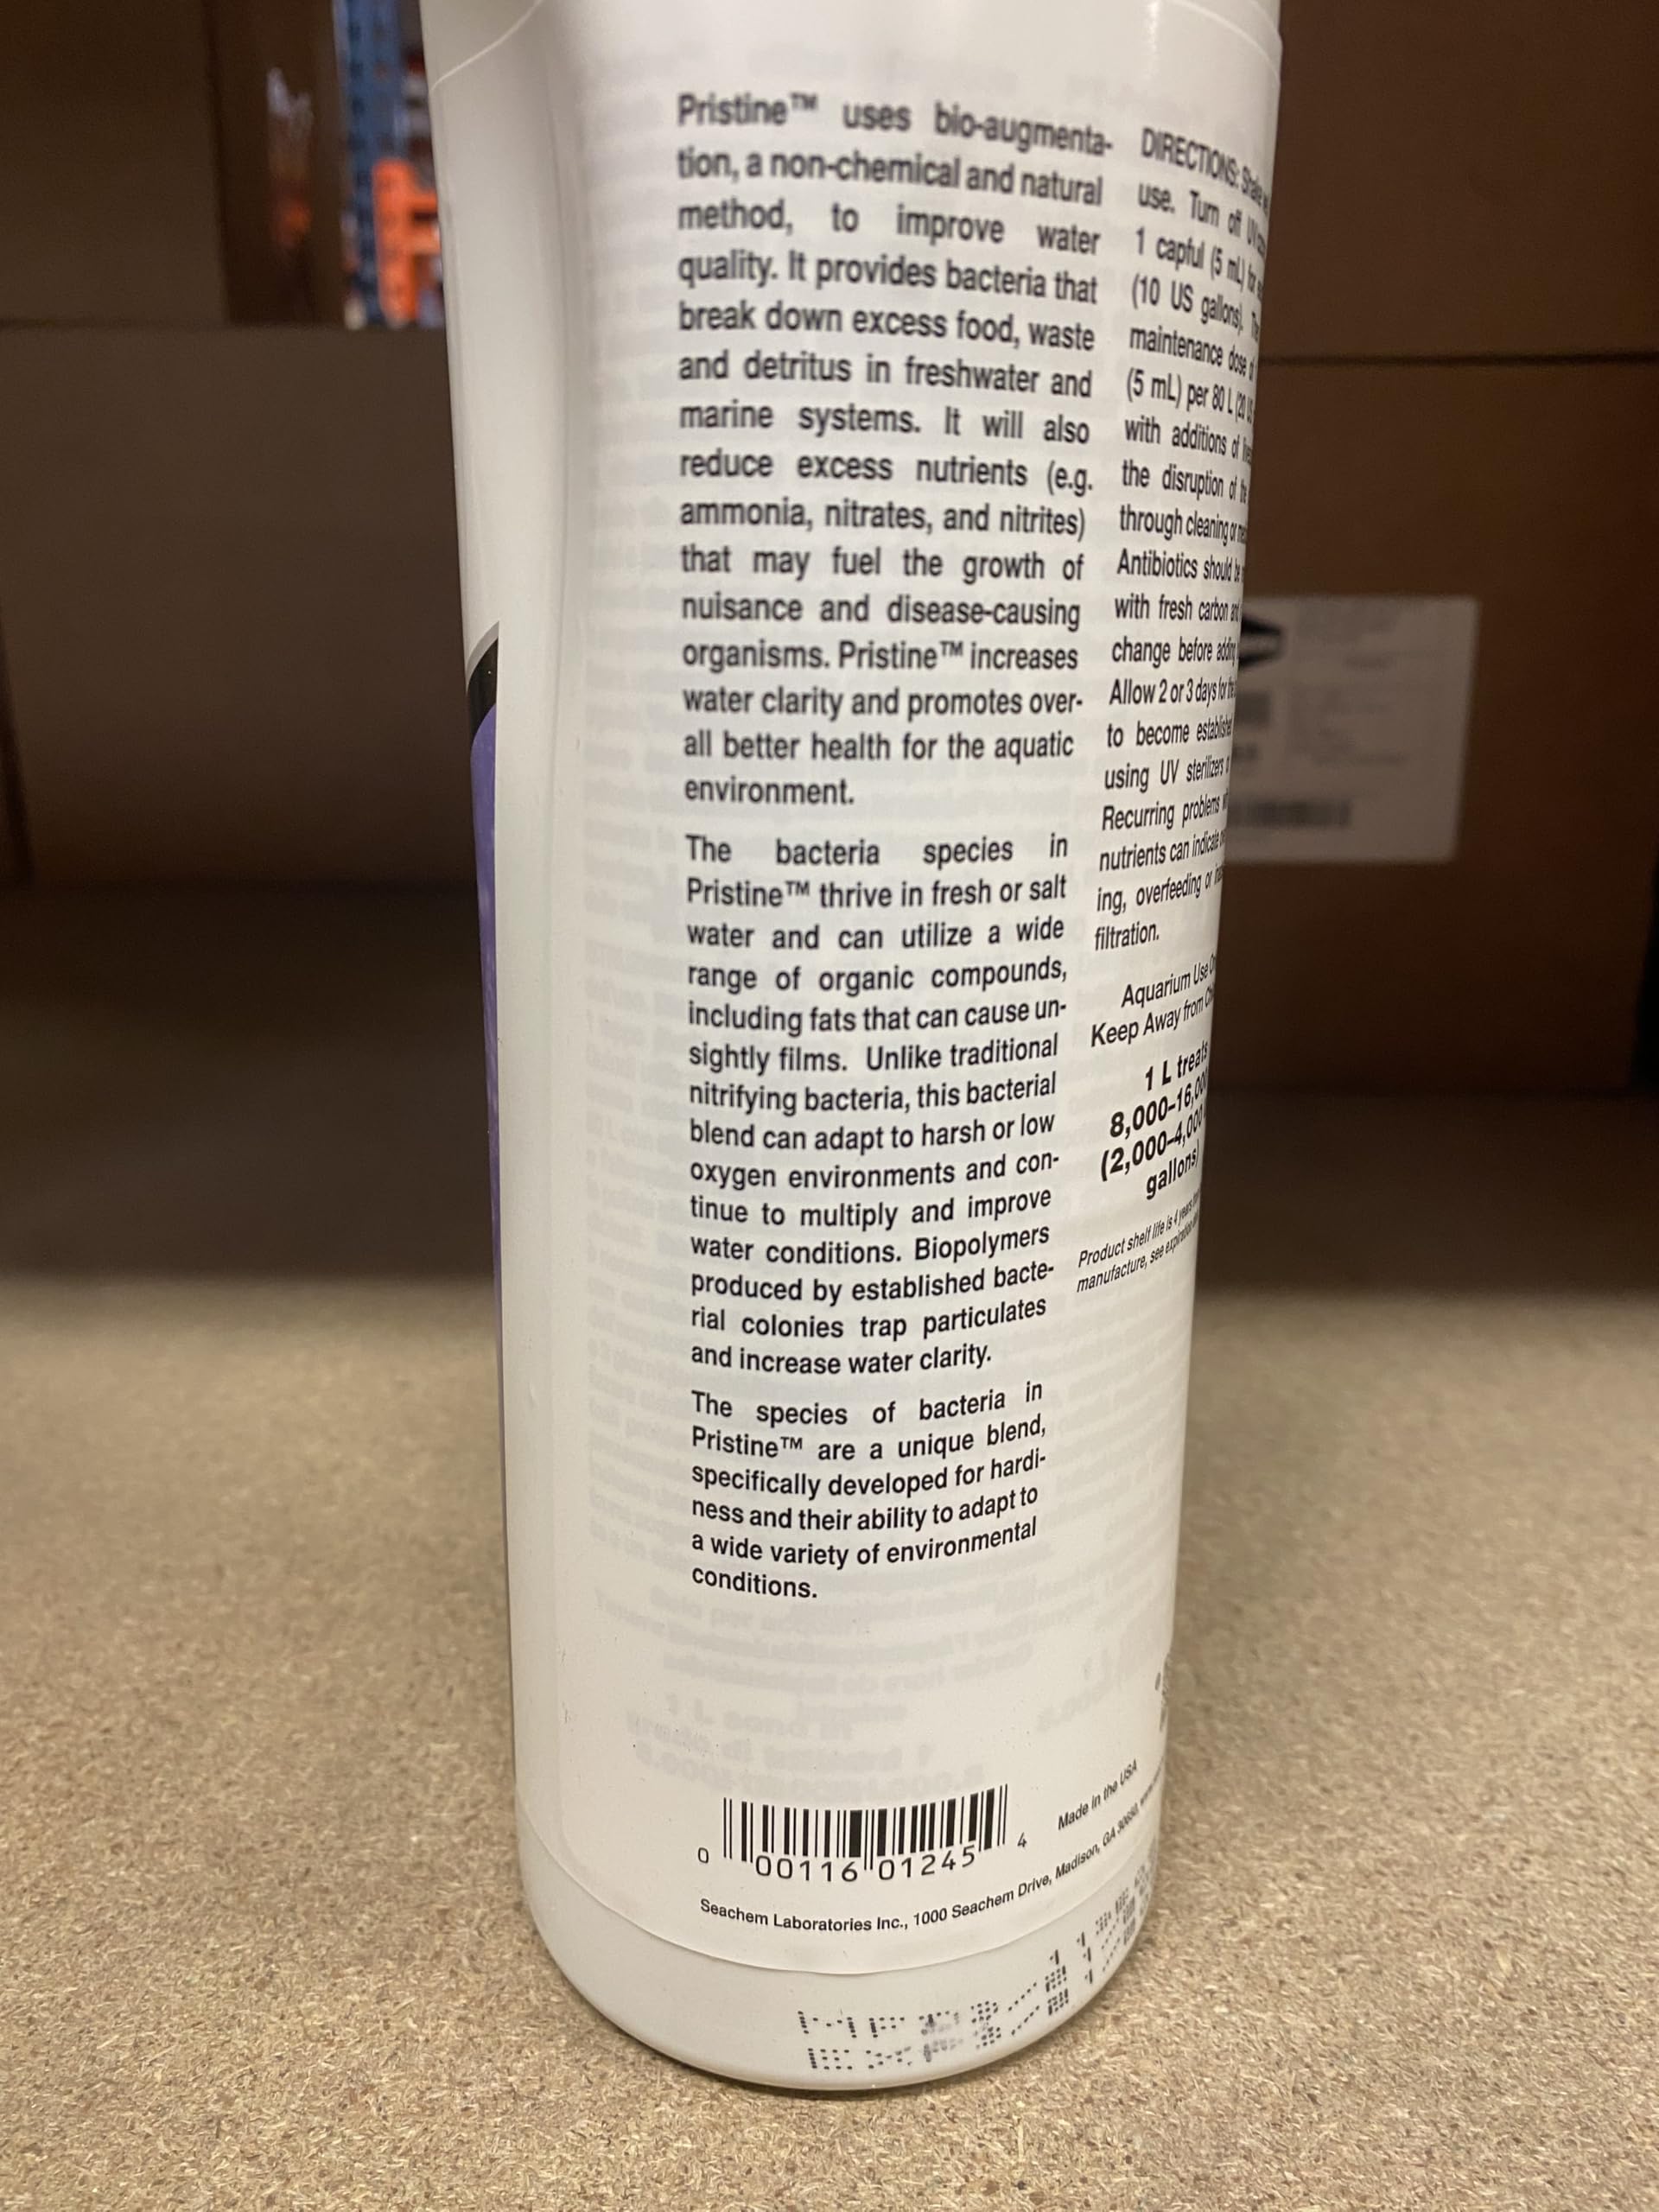 Pristine™ uses bio-augmenta-
tion, a non-chemical and natural
method, to improve water
quality. It provides bacteria that
break down excess food, waste
and detritus in freshwater and
marine systems. It will also
reduce excess nutrients (e.g.
ammonia, nitrates, and nitrites)
that may fuel the growth of
nuisance and disease-causing
organisms. Pristine™ increases
water clarity and promotes over-
all better health for the aquatic
environment.
The bacteria species in
Pristine™ thrive in fresh or salt
water and can utilize a wide
range of organic compounds,
including fats that can cause un-
sightly films. Unlike traditional
nitrifying bacteria, this bacterial
blend can adapt to harsh or low
oxygen environments and con-
tinue to multiply and improve
water conditions. Biopolymers
produced by established bacte-
rial colonies trap particulates
and increase water clarity.
The species of bacteria in
Pristine™ are a unique blend,
specifically developed for hardi-
ness and their ability to adapt to
a wide variety of environmental
conditions.
DIRECTIONS: Shake
use. Turn off
1 capful (5 mL) for
(10 US gallons).
maintenance dose
(5 mL) per 80 L (20
with additions of
the disruption of
through cleaning or
Antibiotics should be
with fresh carbon
change before adding
Allow 2 or 3 days for
to become
using UV sterilizers
Recurring problems
nutrients can indicate
ing, overfeeding or
filtration.
Aquarium Use
Keep Away from
1 L treats
8,000–16,00
(2,000–4,000
gallons)
Product shelf life is 4 years
manufacture, see
0 00116 01245 4
Made in the USA
Seachem Laboratories Inc., 1000 Seachem Drive, Madison, GA 30650,